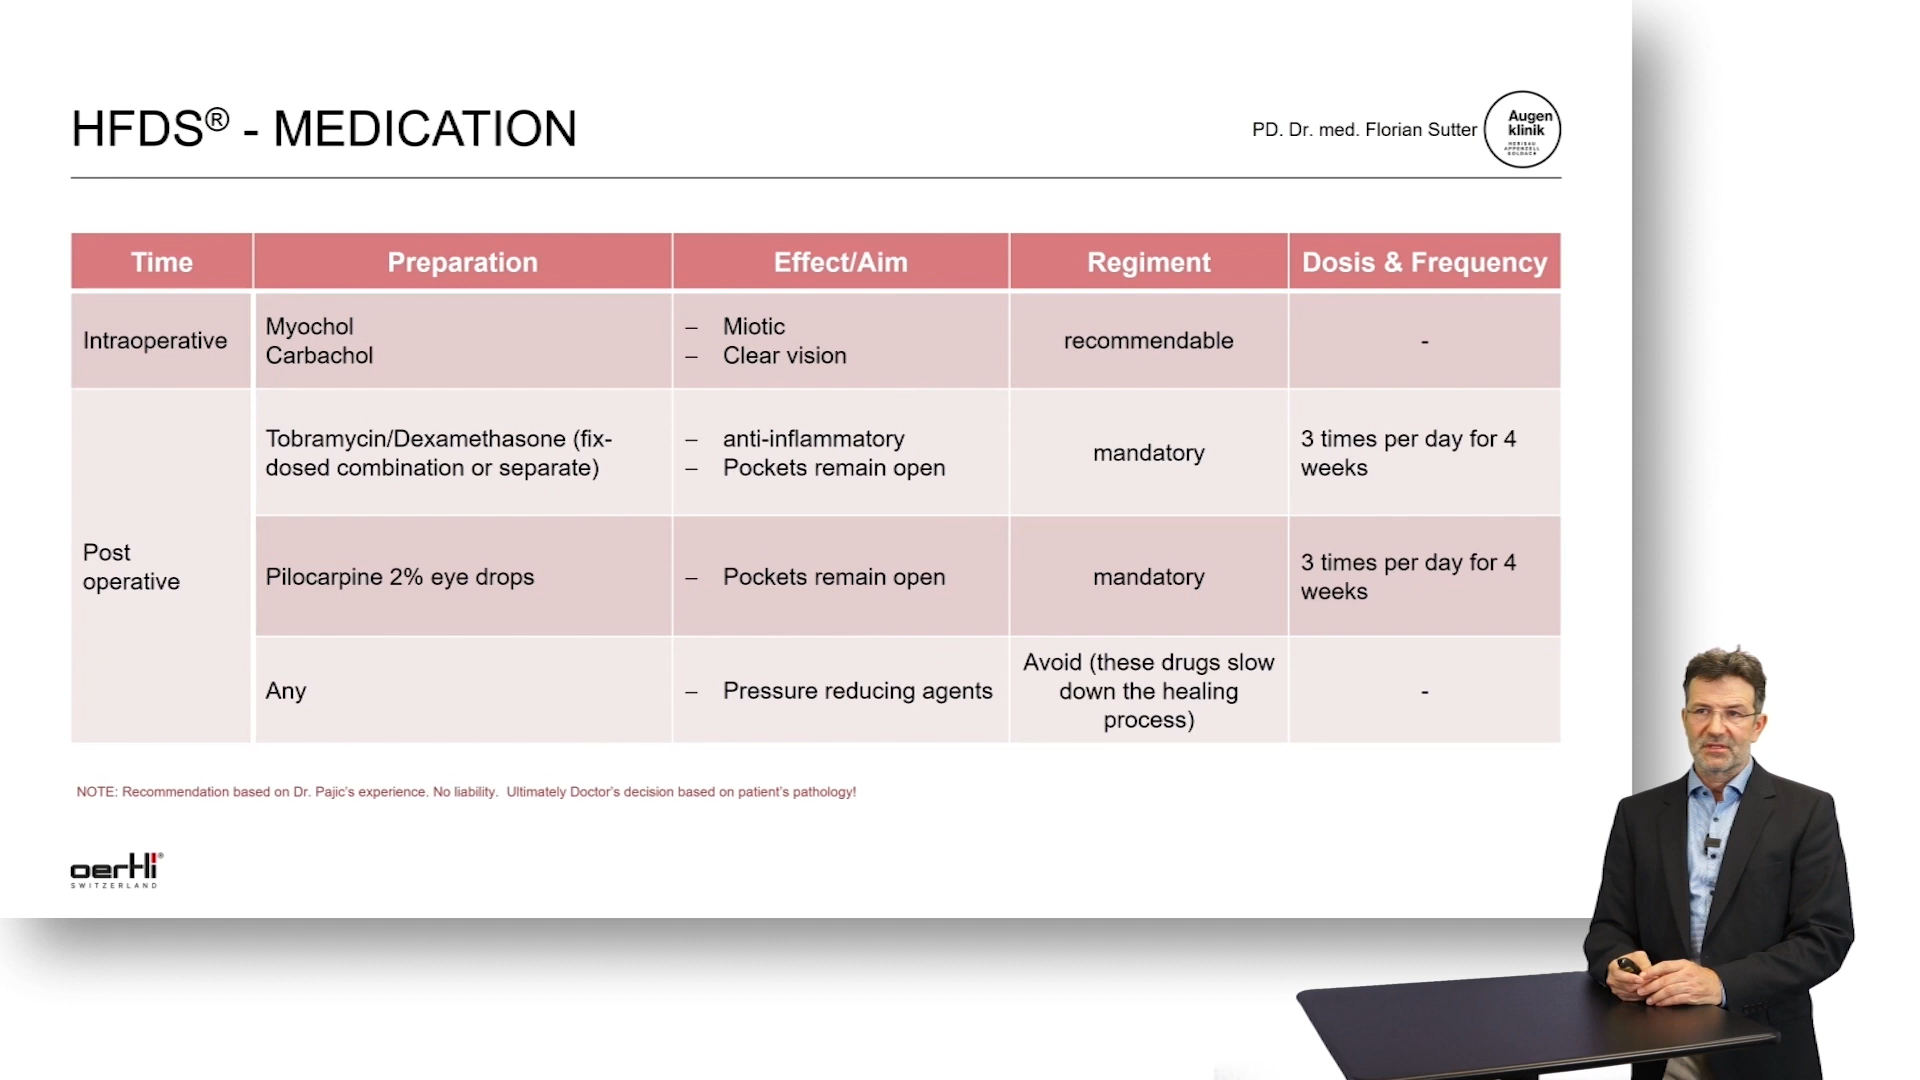 HFDS® - MEDICATION
PD. Dr. med. Florian Sutter
Augen
klinik
HERISAU
APPENZELL
GOLDACH
Time Preparation Effect/Aim Regiment Dosis & Frequency
Intraoperative
Myochol
Carbachol
– Miotic
– Clear vision
recommendable
-
Post
operative
Tobramycin/Dexamethasone (fix-
dosed combination or separate)
– anti-inflammatory
– Pockets remain open
mandatory
3 times per day for 4
weeks
Pilocarpine 2% eye drops
– Pockets remain open
mandatory
3 times per day for 4
weeks
Any
– Pressure reducing agents
Avoid (these drugs slow
down the healing
process)
-
NOTE: Recommendation based on Dr. Pajic's experience. No liability. Ultimately Doctor's decision based on patient's pathology!
oertli®
SWITZERLAND